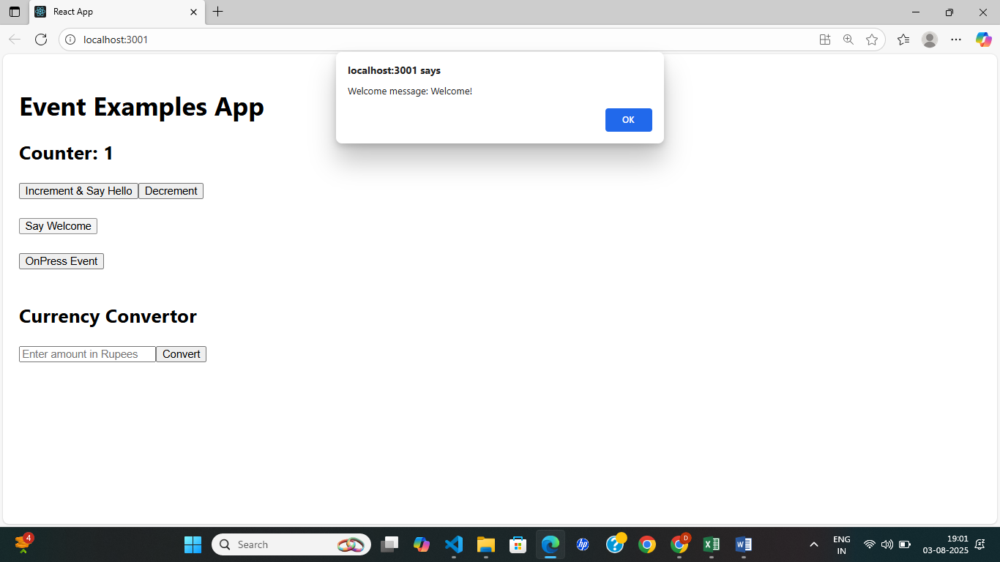 React App
localhost:3001
localhost:3001 says
Welcome message: Welcome!
OK
Event Examples App
Counter: 1
Increment & Say Hello Decrement
Say Welcome
OnPress Event
Currency Convertor
Enter amount in Rupees Convert
4
Search
hp
?
D
ENG
IN
19:01
03-08-2025